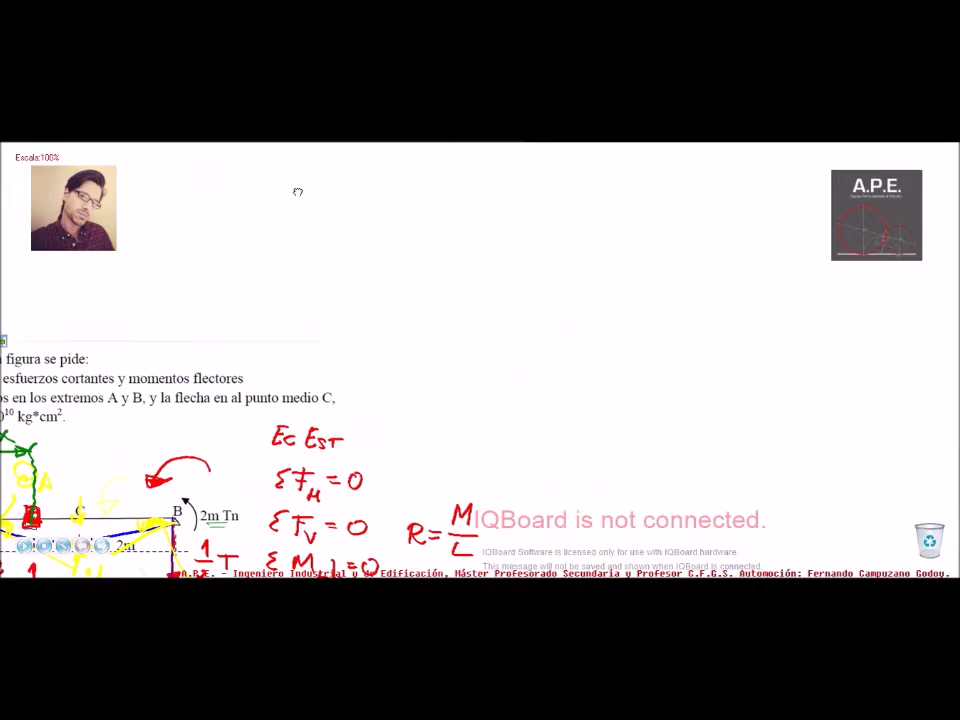 Escala:100%
A.P.E.
figura se pide:
esfuerzos cortantes y momentos flectores
os en los extremos A y B, y la flecha en al punto medio C,
0¹⁰ kg*cm².
EC EST
ΣF_H = 0
A
C
B
2m Tn
ΣF_V = 0
R = M/L
IQBoard is not connected.
2m
1 T
ΣM = 0
IQBoard Software is licensed only for use with IQBoard hardware.
This message will not be saved and shown when IQBoard is connected.
A.P.E. - Ingeniero Industrial y de Edificación, Máster Profesorado Secundaria y Profesor C.F.G.S. Automoción: Fernando Campuzano Godoy.